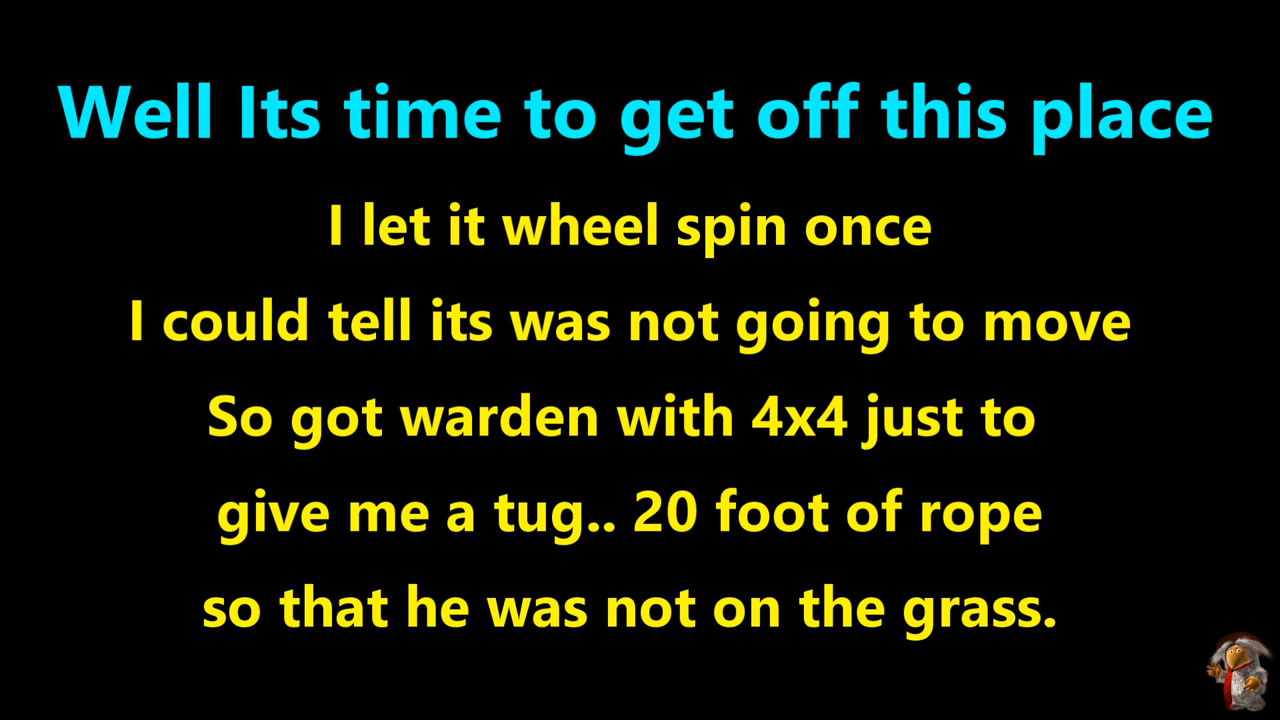 Well Its time to get off this place
I let it wheel spin once
I could tell its was not going to move
So got warden with 4x4 just to
give me a tug.. 20 foot of rope
so that he was not on the grass.